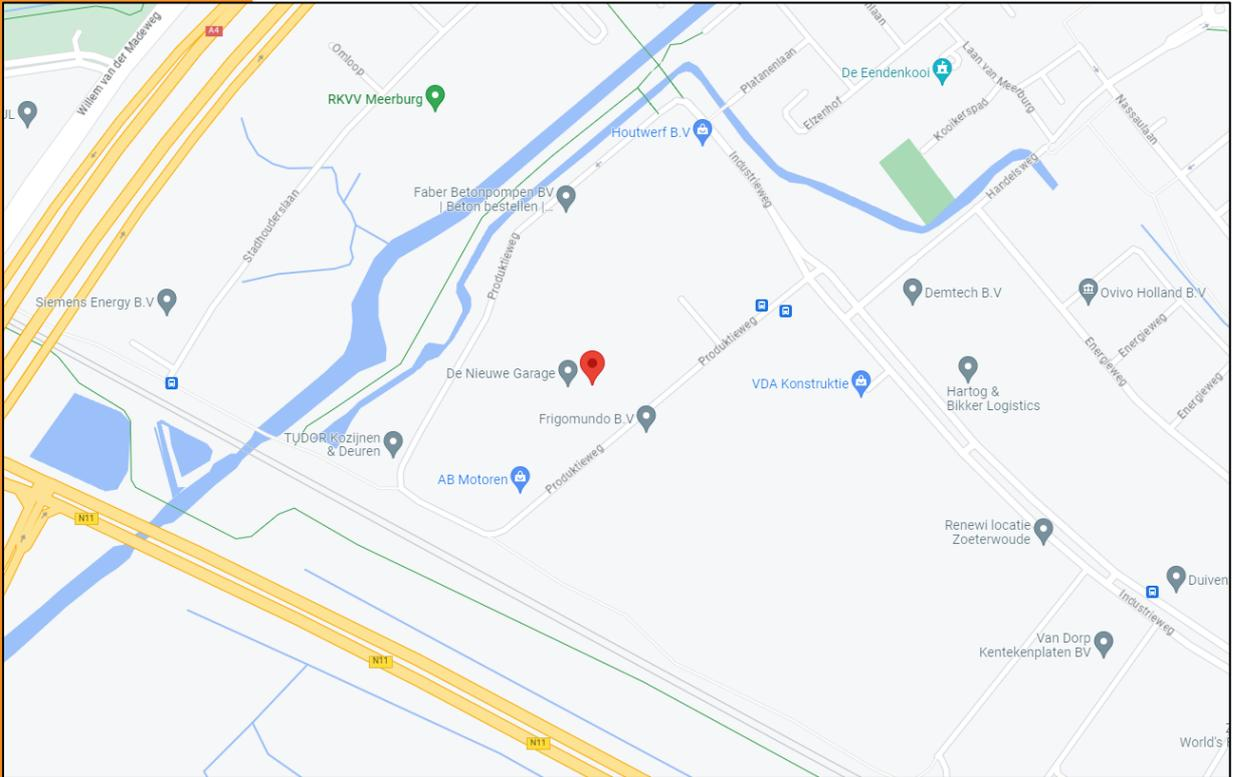 A4
Willem van der Madeweg
Omloop
RKVV Meerburg
De Eendenkooi
Laan van Meerburg
Platanenlaan
Elzenhof
Kooikerspad
Nassaulaan
Houtwerf B.V
Industrieweg
Handelsweg
Faber Betonpompen BV
| Beton bestellen |...
Stadhouderslaan
Produktieweg
Siemens Energy B.V
Demtech B.V
Ovivo Holland B.V
Produktieweg
Energieweg
Energieweg
De Nieuwe Garage
VDA Konstruktie
Hartog &
Bikker Logistics
Energieweg
Frigomundo B.V
TUDOR Kozijnen
& Deuren
AB Motoren
Produktieweg
N11
Renewi locatie
Zoeterwoude
Duiven
Industrieweg
Van Dorp
Kentekenplaten BV
N11
N11
World's